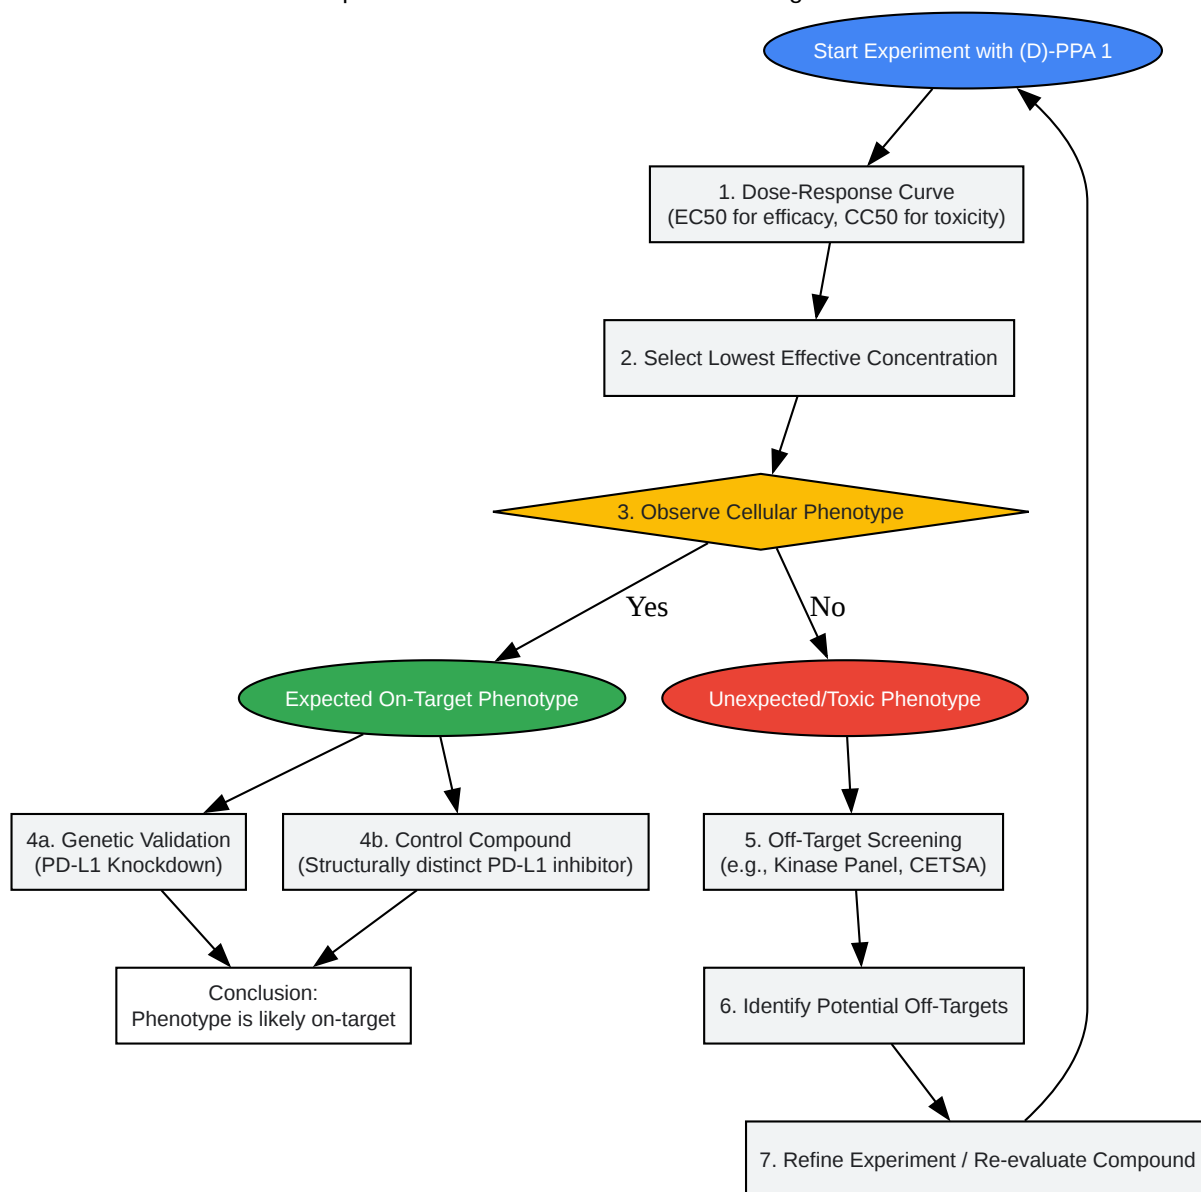 Start Experiment with (D)-PPA 1
1. Dose-Response Curve
(EC50 for efficacy, CC50 for toxicity)
2. Select Lowest Effective Concentration
3. Observe Cellular Phenotype
Yes
No
Expected On-Target Phenotype
Unexpected/Toxic Phenotype
4a. Genetic Validation
(PD-L1 Knockdown)
4b. Control Compound
(Structurally distinct PD-L1 inhibitor)
5. Off-Target Screening
(e.g., Kinase Panel, CETSA)
Conclusion:
Phenotype is likely on-target
6. Identify Potential Off-Targets
7. Refine Experiment / Re-evaluate Compound